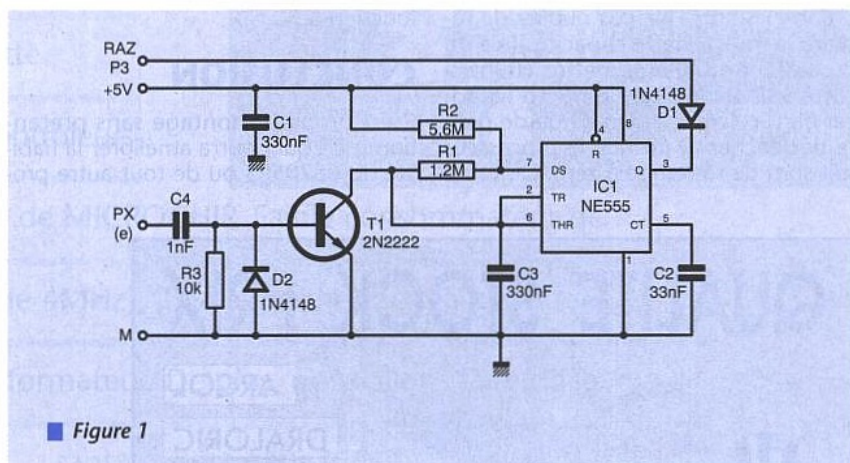 RAZ
P3
+5V
C1
330nF
R2
5.6M
R1
1.2M
1N4148
D1
4
8
R
7
DS
Q
3
IC1
2
TR
NE555
6
THR
CT
5
1
PX
(e)
C4
1nF
T1
2N2222
R3
10k
D2
1N4148
C3
330nF
C2
33nF
M
Figure 1